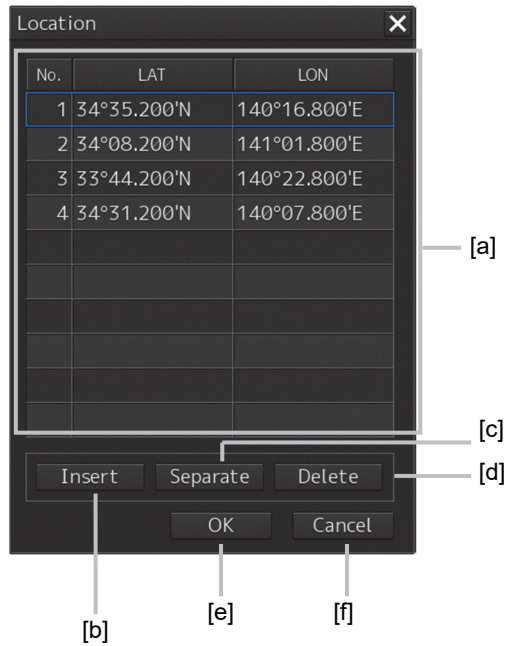 Location
No. LAT LON
1 34°35.200'N 140°16.800'E
2 34°08.200'N 141°01.800'E
3 33°44.200'N 140°22.800'E
4 34°31.200'N 140°07.800'E
[a]
[c]
Insert Separate Delete [d]
OK Cancel
[b] [e] [f]